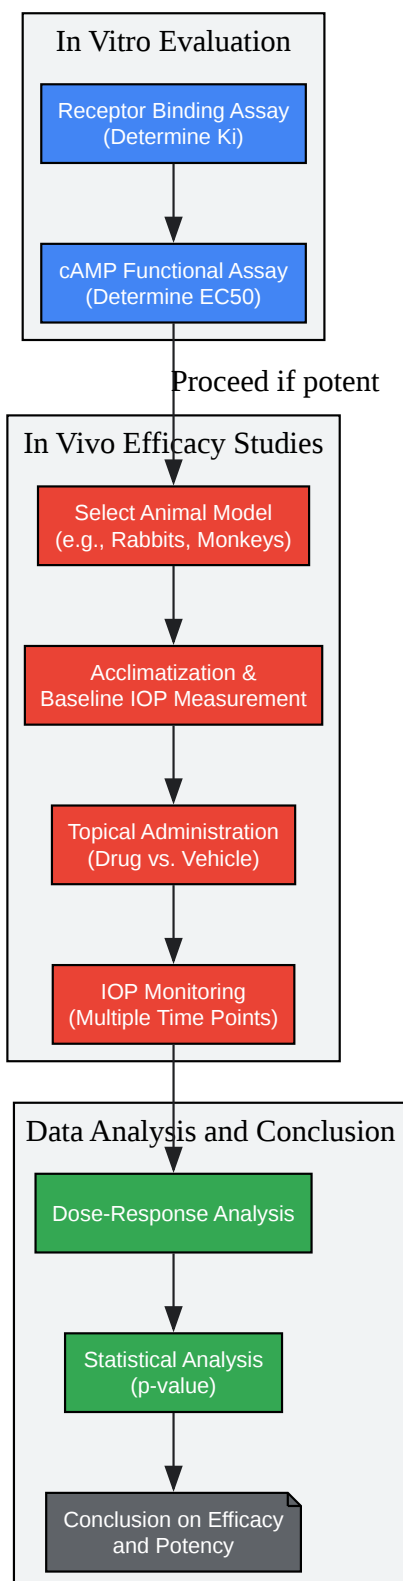 In Vitro Evaluation
Receptor Binding Assay
(Determine Ki)
cAMP Functional Assay
(Determine EC50)
Proceed if potent
In Vivo Efficacy Studies
Select Animal Model
(e.g., Rabbits, Monkeys)
Acclimatization &
Baseline IOP Measurement
Topical Administration
(Drug vs. Vehicle)
IOP Monitoring
(Multiple Time Points)
Data Analysis and Conclusion
Dose-Response Analysis
Statistical Analysis
(p-value)
Conclusion on Efficacy
and Potency